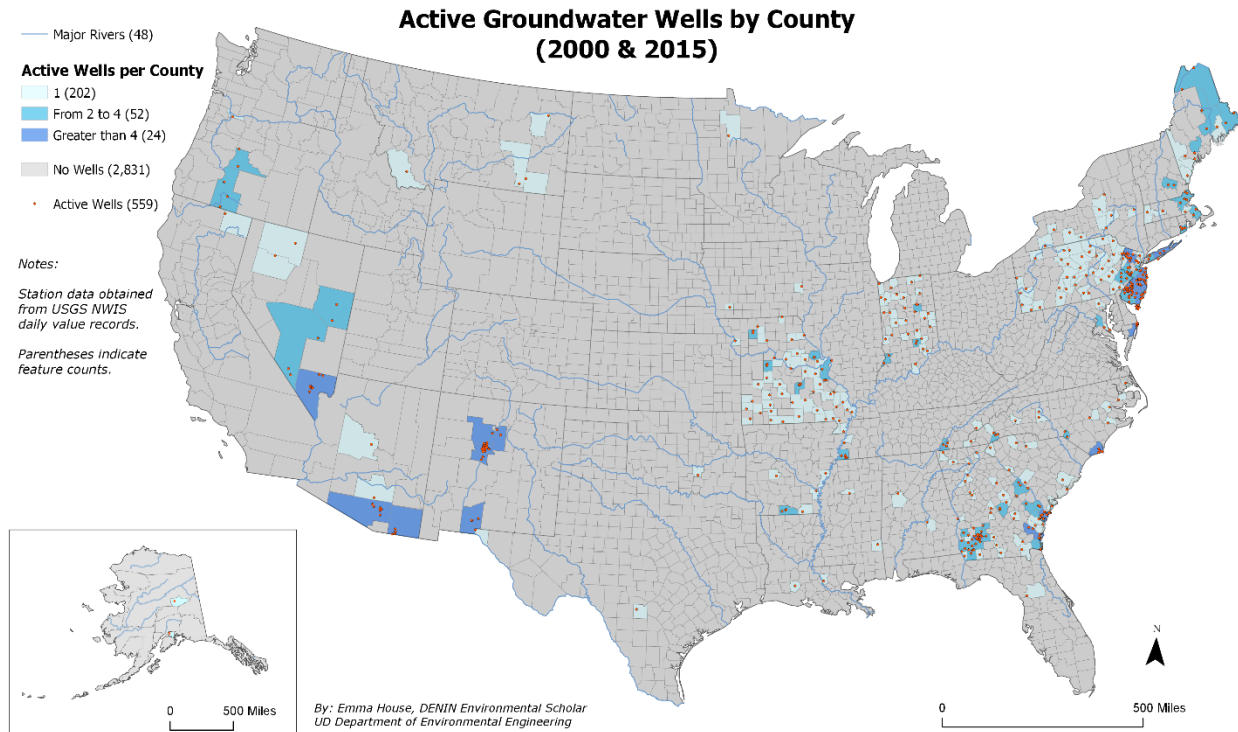 Active Groundwater Wells by County
(2000 & 2015)
Major Rivers (48)
Active Wells per County
1 (202)
From 2 to 4 (52)
Greater than 4 (24)
No Wells (2,831)
Active Wells (559)
Notes:
Station data obtained
from USGS NWIS
daily value records.
Parentheses indicate
feature counts.
N
0 500 Miles
By: Emma House, DENIN Environmental Scholar
UD Department of Environmental Engineering
0 500 Miles